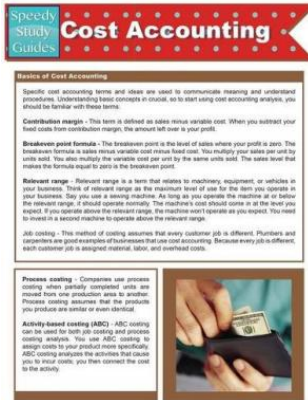 Speedy
Study
Guides
Cost Accounting
Basics of Cost Accounting
Specific cost accounting terms and ideas are used to communicate meaning and understand
procedures. Understanding basic concepts in crucial, so to start using cost accounting analysis, you
should be familiar with these terms.
Contribution margin - This term is defined as sales minus variable cost. When you subtract your
fixed costs from contribution margin, the amount left over is your profit.
Breakeven point formula - The breakeven point is the level of sales where your profit is zero. The
breakeven formula is sales minus variable cost minus fixed cost. You multiply your sales per unit by
units sold. You also multiply the variable cost per unit by the same units sold. The sales level that
makes the formula equal to zero is the breakeven point.
Relevant range - Relevant range is a term that relates to machinery, equipment, or vehicles in
your business. Think of relevant range as the maximum level of use for the item you operate in
your business. Say you use a sewing machine. As long as you operate the machine at or below
the relevant range, it should operate normally. The machine's cost should come in at the level you
expect. If you operate above the relevant range, the machine won't operate as you expect. You need
to invest in a second machine to operate above the relevant range.
Job costing - This method of costing assumes that every customer job is different. Plumbers and
carpenters are good examples of businesses that use cost accounting. Because every job is different,
each customer job is assigned material, labor, and overhead costs.
Process costing - Companies use process
costing when partially completed units are
moved from one production area to another.
Process costing assumes that the products
you produce are similar or even identical.
Activity-based costing (ABC) - ABC costing
can be used for both job costing and process
costing analysis. You use ABC costing to
assign costs to your product more specifically.
ABC costing analyzes the activities that cause
you to incur costs; you then connect the cost
to the activity.